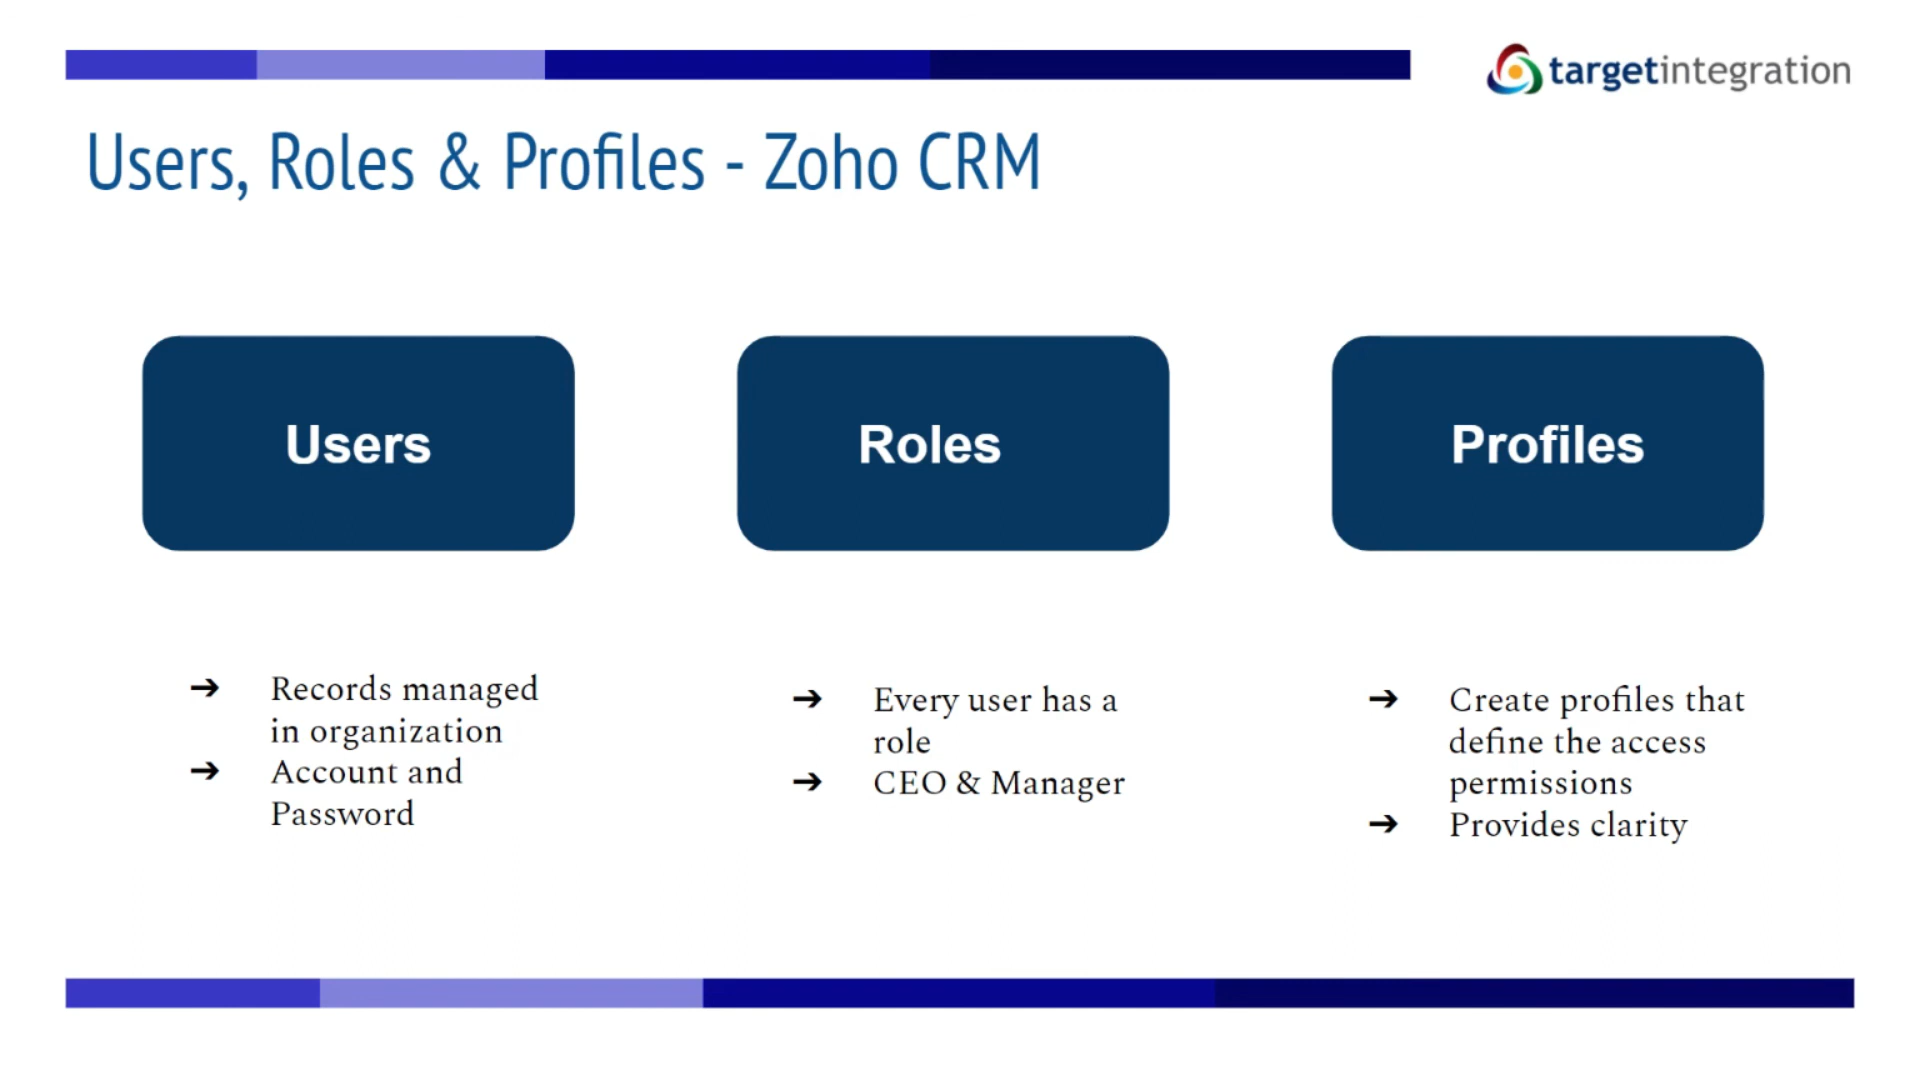 targetintegration
Users, Roles & Profiles - Zoho CRM
Users
Roles
Profiles
➔ Records managed
in organization
➔ Account and
Password
➔ Every user has a
role
➔ CEO & Manager
➔ Create profiles that
define the access
permissions
➔ Provides clarity